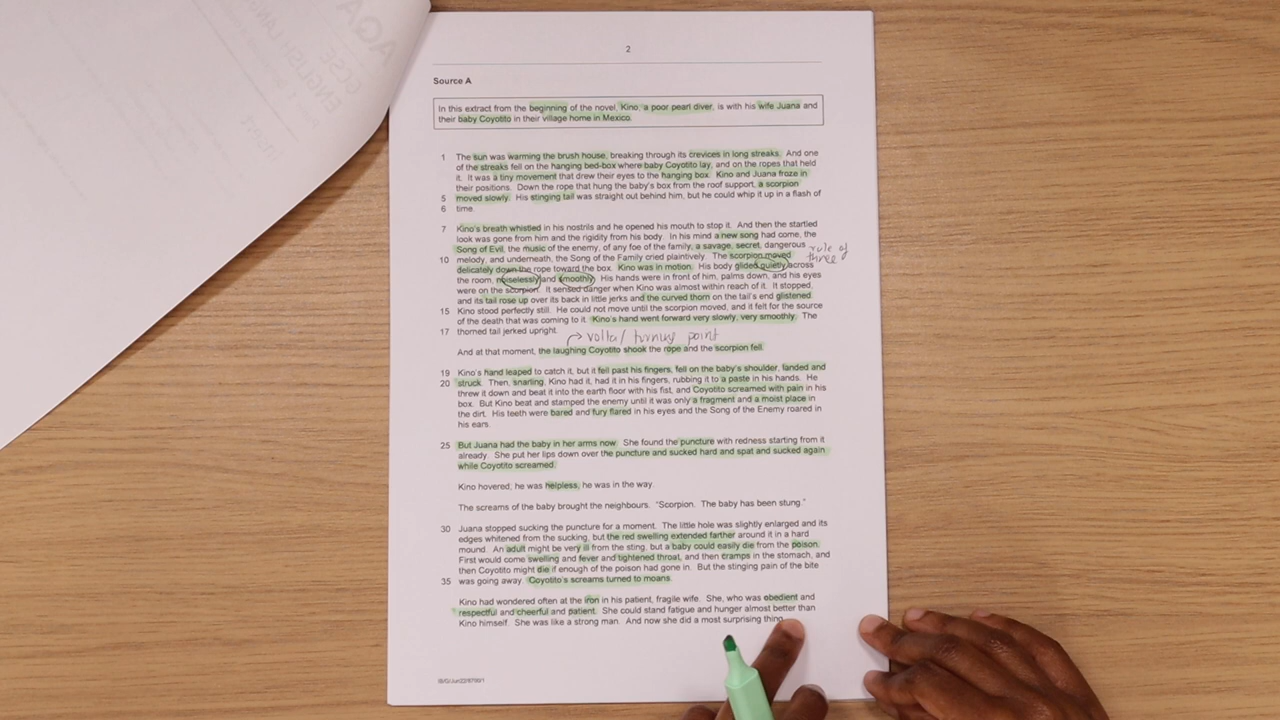 AQA
GCSE
ENGLISH LAN
2
Source A
In this extract from the beginning of the novel, Kino, a poor pearl diver, is with his wife Juana and
their baby Coyotito in their village home in Mexico.
1 The sun was warming the brush house, breaking through its crevices in long streaks. And one
of the streaks fell on the hanging bed-box where baby Coyotito lay, and on the ropes that held
it. It was a tiny movement that drew their eyes to the hanging box. Kino and Juana froze in
their positions. Down the rope that hung the baby's box from the roof support, a scorpion
5 moved slowly. His stinging tail was straight out behind him, but he could whip it up in a flash of
6 time.
7 Kino's breath whistled in his nostrils and he opened his mouth to stop it. And then the startled
look was gone from him and the rigidity from his body. In his mind a new song had come, the
Song of Evil, the music of the enemy, of any foe of the family, a savage, secret, dangerous
rule of
10 melody, and underneath, the Song of the Family cried plaintively. The scorpion moved
three
delicately down the rope toward the box. Kino was in motion. His body glided quietly across
the room, noiselessly and smoothly. His hands were in front of him, palms down, and his eyes
were on the scorpion. It sensed danger when Kino was almost within reach of it. It stopped,
and its tail rose up over its back in little jerks and the curved thorn on the tail's end glistened.
15 Kino stood perfectly still. He could not move until the scorpion moved, and it felt for the source
of the death that was coming to it. Kino's hand went forward very slowly, very smoothly. The
17 thorned tail jerked upright.
→ volta/ turning point
And at that moment, the laughing Coyotito shook the rope and the scorpion fell.
19 Kino's hand leaped to catch it, but it fell past his fingers, fell on the baby's shoulder, landed and
20 struck. Then, snarling, Kino had it, had it in his fingers, rubbing it to a paste in his hands. He
threw it down and beat it into the earth floor with his fist, and Coyotito screamed with pain in his
box. But Kino beat and stamped the enemy until it was only a fragment and a moist place in
the dirt. His teeth were bared and fury flared in his eyes and the Song of the Enemy roared in
his ears.
25 But Juana had the baby in her arms now. She found the puncture with redness starting from it
already. She put her lips down over the puncture and sucked hard and spat and sucked again
while Coyotito screamed.
Kino hovered; he was helpless, he was in the way.
The screams of the baby brought the neighbours. "Scorpion. The baby has been stung."
30 Juana stopped sucking the puncture for a moment. The little hole was slightly enlarged and its
edges whitened from the sucking, but the red swelling extended farther around it in a hard
mound. An adult might be very ill from the sting, but a baby could easily die from the poison.
First would come swelling and fever and tightened throat, and then cramps in the stomach, and
then Coyotito might die if enough of the poison had gone in. But the stinging pain of the bite
35 was going away. Coyotito's screams turned to moans.
Kino had wondered often at the iron in his patient, fragile wife. She, who was obedient and
respectful and cheerful and patient. She could stand fatigue and hunger almost better than
Kino himself. She was like a strong man. And now she did a most surprising thing.